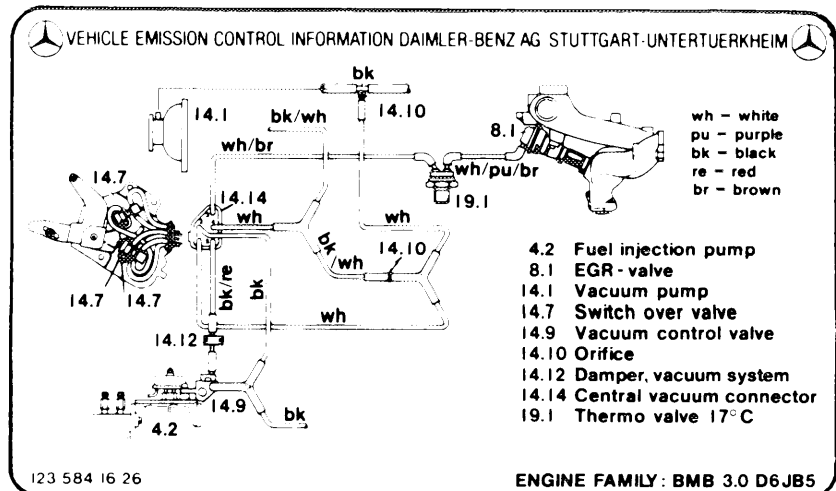 VEHICLE EMISSION CONTROL INFORMATION DAIMLER-BENZ AG STUTTGART-UNTERTUERKHEIM
bk
14.1
bk/wh
14.10
8.1
wh/br
wh/pu/br
19.1
wh - white
pu - purple
bk - black
re - red
br - brown
14.7
14.14
wh
wh
bk
wh
14.10
14.7
14.7
bk/re
bk
wh
14.12
14.9
4.2
bk
4.2 Fuel injection pump
8.1 EGR-valve
14.1 Vacuum pump
14.7 Switch over valve
14.9 Vacuum control valve
14.10 Orifice
14.12 Damper, vacuum system
14.14 Central vacuum connector
19.1 Thermo valve 17°C
123 584 16 26
ENGINE FAMILY: BMB 3.0 D6JB5